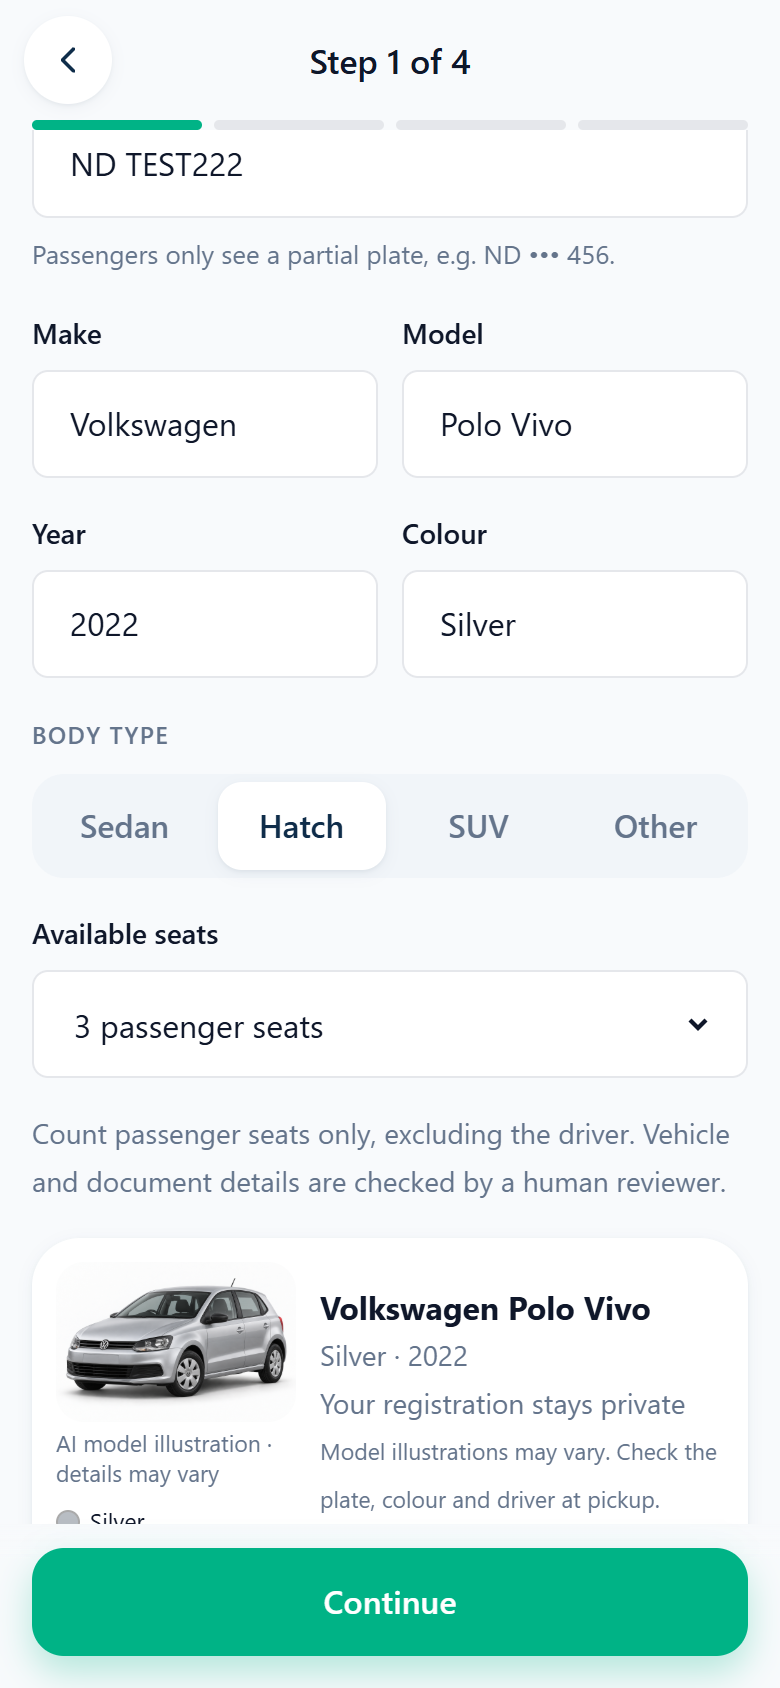 Step 1 of 4
ND TEST222
Passengers only see a partial plate, e.g. ND ••• 456.
Make
Model
Volkswagen
Polo Vivo
Year
Colour
2022
Silver
BODY TYPE
Sedan
Hatch
SUV
Other
Available seats
3 passenger seats
Count passenger seats only, excluding the driver. Vehicle
and document details are checked by a human reviewer.
Volkswagen Polo Vivo
Silver · 2022
Your registration stays private
Model illustrations may vary. Check the
plate, colour and driver at pickup.
AI model illustration ·
details may vary
Silver
Continue